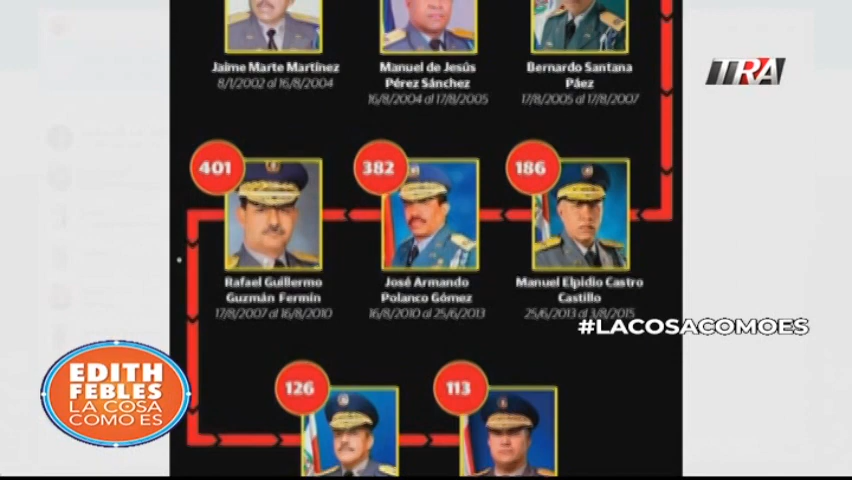 Jaime Marte Martínez
8/1/2002 al 16/8/2004
Manuel de Jesús
Pérez Sánchez
16/8/2004 al 17/8/2005
Bernardo Santana
Páez
17/8/2005 al 17/8/2007
TRA
401
382
186
Rafael Guillermo
Guzmán Fermín
17/8/2007 al 16/8/2010
José Armando
Polanco Gómez
16/8/2010 al 25/6/2013
Manuel Elpidio Castro
Castillo
25/6/2013 al 3/8/2015
#LACOSACOMOES
EDITH
FEBLES
LA COSA
COMO ES
126
113